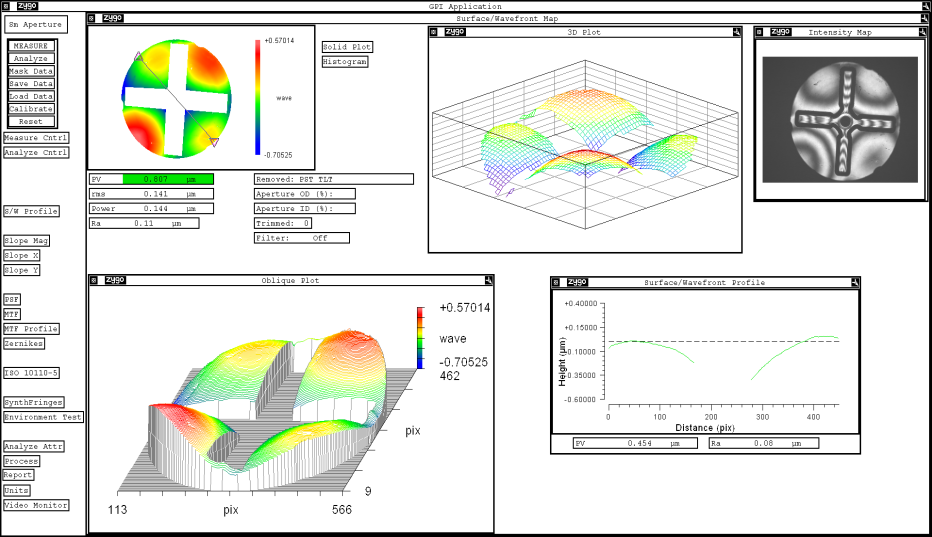 zygo GPI Application
Sm Aperture
MEASURE
Analyze
Mask Data
Save Data
Load Data
Calibrate
Reset
Measure Cntrl
Analyze Cntrl
S/W Profile
Slope Mag
Slope X
Slope Y
PSF
MTF
MTF Profile
Zernikes
ISO 10110-5
SynthFringes
Environment Test
Analyze Attr
Process
Report
Units
Video Monitor
zygo Surface/Wavefront Map
+0.57014
wave
-0.70525
Solid Plot
Histogram
PV 0.807 µm
rms 0.141 µm
Power 0.144 µm
Ra 0.11 µm
Removed: PST TLT
Aperture OD (%):
Aperture ID (%):
Trimmed: 0
Filter: Off
zygo 3D Plot
zygo Intensity Map
zygo Oblique Plot
+0.57014
wave
-0.70525
462
pix
9
113 pix 566
zygo Surface/Wavefront Profile
+0.40000
+0.15000
-0.10000
-0.35000
-0.60000
Height (µm)
0 100 200 300 400
Distance (pix)
PV 0.454 µm
Ra 0.08 µm